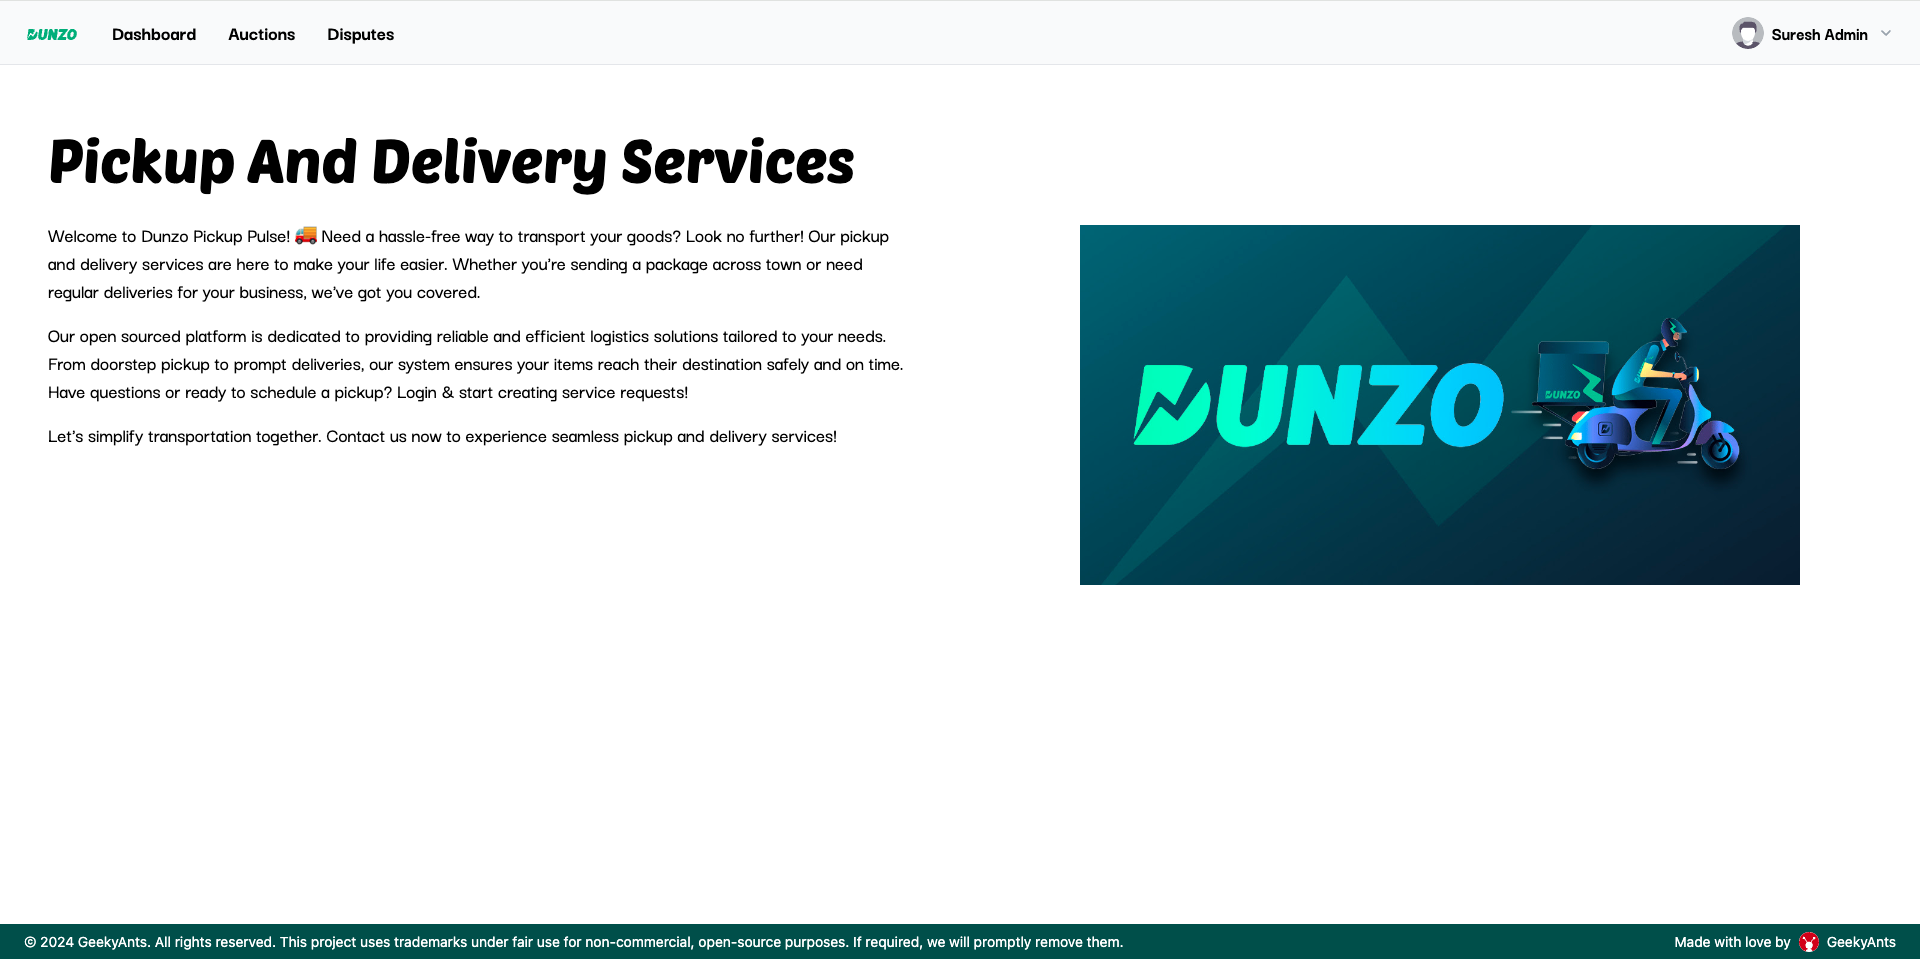 DUNZO Dashboard Auctions Disputes Suresh Admin
Pickup And Delivery Services
Welcome to Dunzo Pickup Pulse! 🚚 Need a hassle-free way to transport your goods? Look no further! Our pickup
and delivery services are here to make your life easier. Whether you're sending a package across town or need
regular deliveries for your business, we've got you covered.
Our open sourced platform is dedicated to providing reliable and efficient logistics solutions tailored to your needs.
From doorstep pickup to prompt deliveries, our system ensures your items reach their destination safely and on time.
Have questions or ready to schedule a pickup? Login & start creating service requests!
Let's simplify transportation together. Contact us now to experience seamless pickup and delivery services!
DUNZO
DUNZO
© 2024 GeekyAnts. All rights reserved. This project uses trademarks under fair use for non-commercial, open-source purposes. If required, we will promptly remove them.
Made with love by GeekyAnts